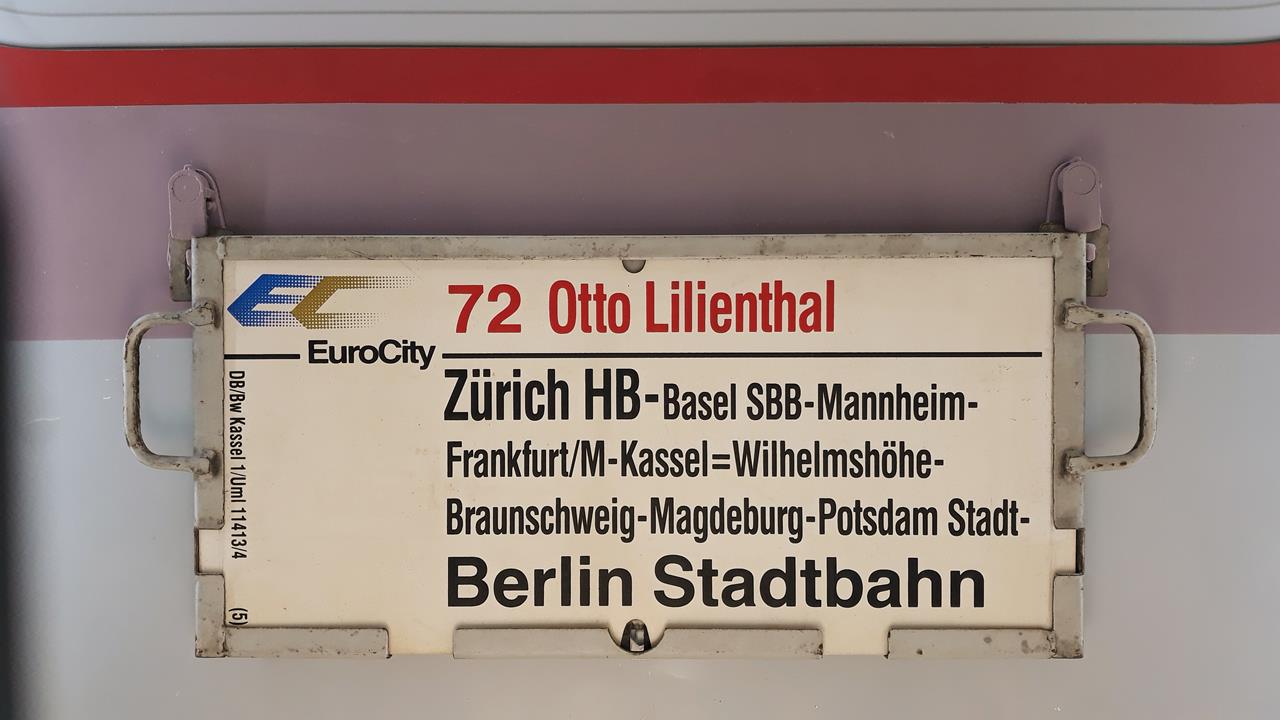 EC
72 Otto Lilienthal
EuroCity
Zürich HB-Basel SBB-Mannheim-
Frankfurt/M-Kassel=Wilhelmshöhe-
Braunschweig-Magdeburg-Potsdam Stadt-
Berlin Stadtbahn
DB/Bw Kassel 1/Uml 11413/4
(5)